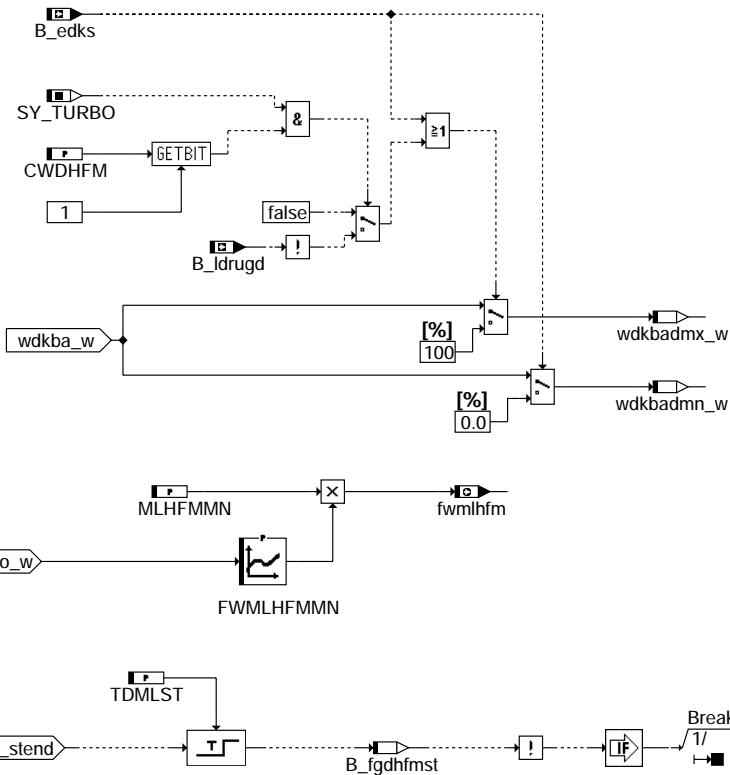 B_edks
SY_TURBO
&
≥1
P
GETBIT
CWDHFM
1
false
!
B_ldrugd
wdkba_w
[%]
100
wdkbadmx_w
[%]
0.0
wdkbadmn_w
P
MLHFMMN
X
fwmlhfm
o_w
P
FWMLHFMMN
P
TDMLST
_stend
T
B_fgdhfmst
!
IF
Break
1/